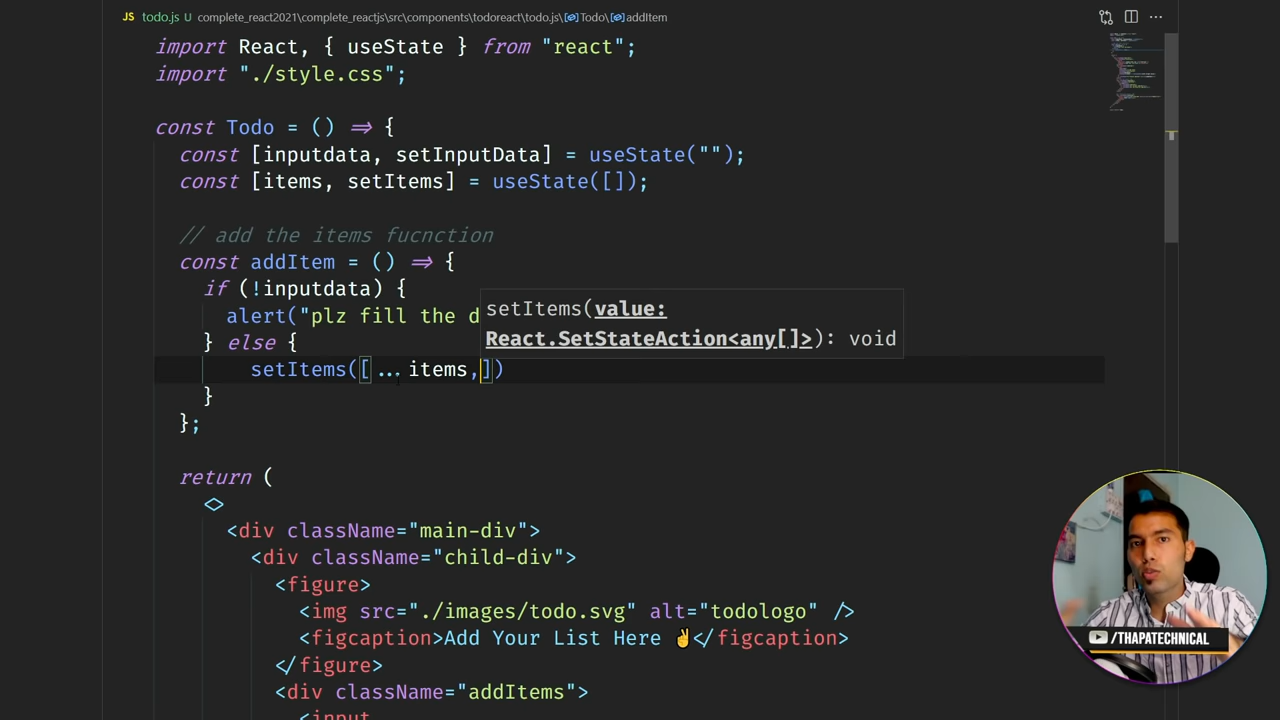 JS todo.js complete_react2021\complete_reactjs\src\components\todoreact\todo.js\Todo\addItem
import React, { useState } from "react";
import "./style.css";
const Todo = () => {
const [inputdata, setInputData] = useState("");
const [items, setItems] = useState([]);
// add the items fucnction
const addItem = () => {
if (!inputdata) {
alert("plz fill the d
setItems(value:
React.SetStateAction<any[]>): void
} else {
setItems([...items,])
}
};
return (
<>
<div className="main-div">
<div className="child-div">
<figure>
<img src="./images/todo.svg" alt="todologo" />
<figcaption>Add Your List Here ✌</figcaption>
</figure>
<div className="addItems">
<input
/THAPATECHNICAL